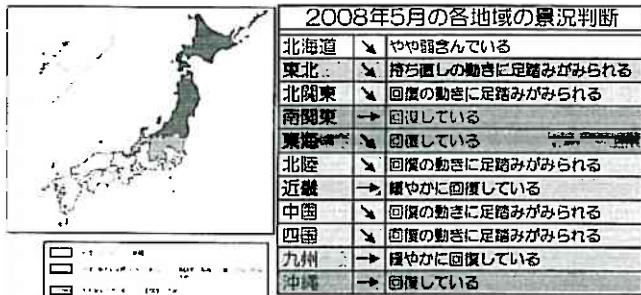 2008年5月の各地域の景況判断
北海道 ↘ やや弱含んでいる
東北 ↘ 持ち直しの動きに足踏みがみられる
北関東 ↘ 回復の動きに足踏みがみられる
南関東 → 回復している
東海 ↘ 回復している
北陸 ↘ 回復の動きに足踏みがみられる
近畿 → 緩やかに回復している
中国 ↘ 回復の動きに足踏みがみられる
四国 ↘ 回復の動きに足踏みがみられる
九州 → 緩やかに回復している
沖縄 → 回復している